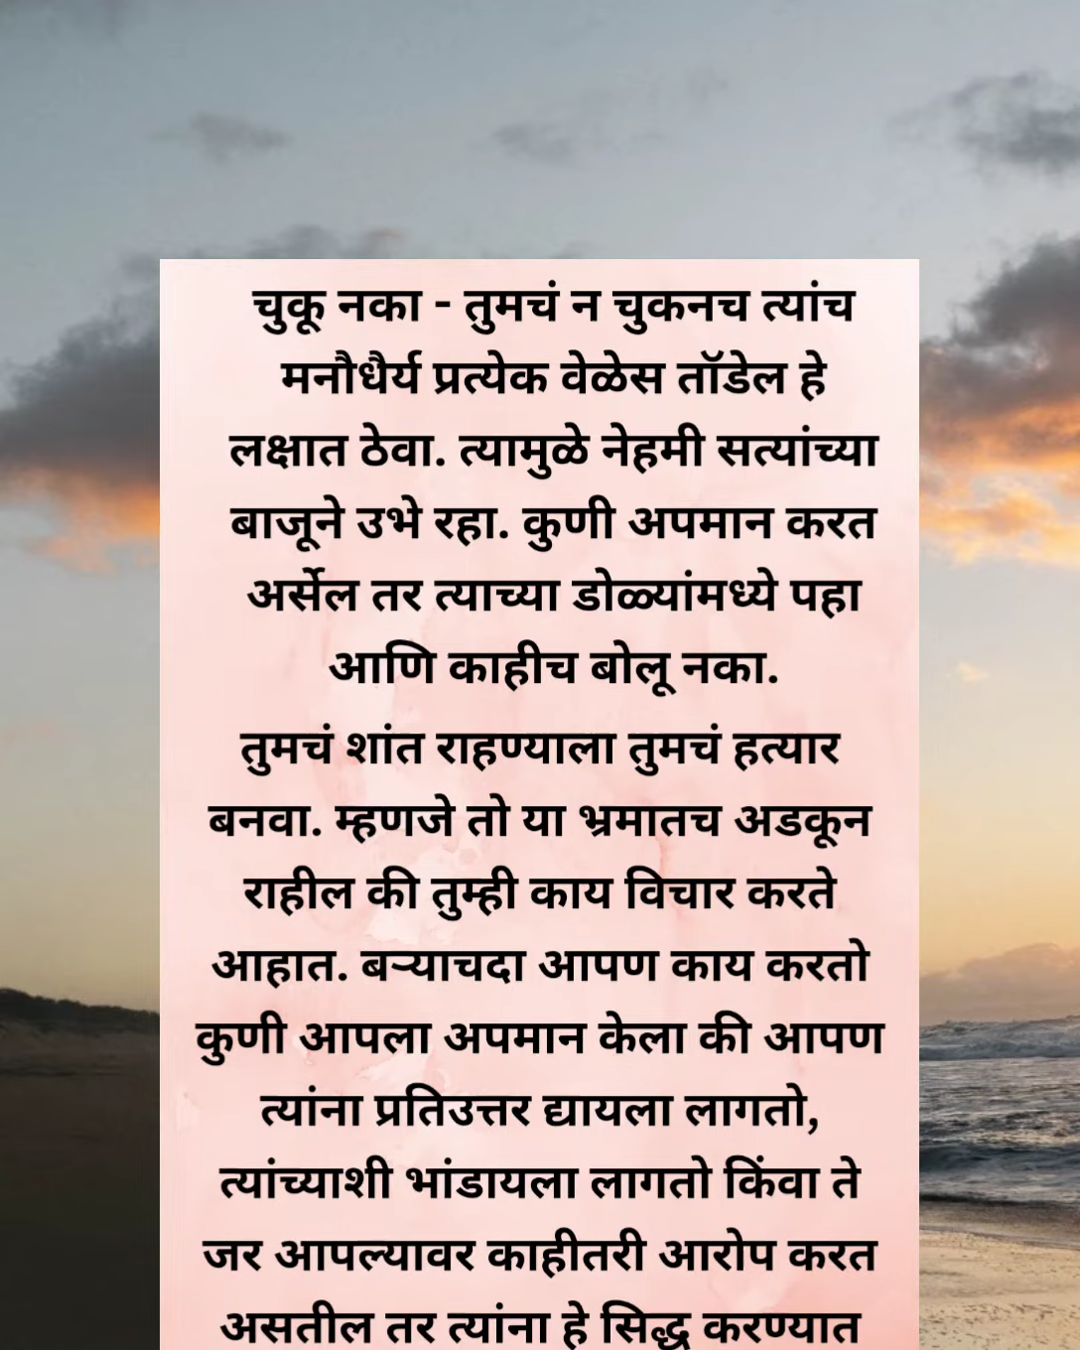 चुकू नका - तुमचं न चुकनच त्यांच
मनौधैर्य प्रत्येक वेळेस तॉडेल हे
लक्षात ठेवा. त्यामुळे नेहमी सत्यांच्या
बाजूने उभे रहा. कुणी अपमान करत
अर्सेल तर त्याच्या डोळ्यांमध्ये पहा
आणि काहीच बोलू नका.
तुमचं शांत राहण्याला तुमचं हत्यार
बनवा. म्हणजे तो या भ्रमातच अडकून
राहील की तुम्ही काय विचार करते
आहात. बऱ्याचदा आपण काय करतो
कुणी आपला अपमान केला की आपण
त्यांना प्रतिउत्तर द्यायला लागतो,
त्यांच्याशी भांडायला लागतो किंवा ते
जर आपल्यावर काहीतरी आरोप करत
असतील तर त्यांना हे सिद्ध करण्यात